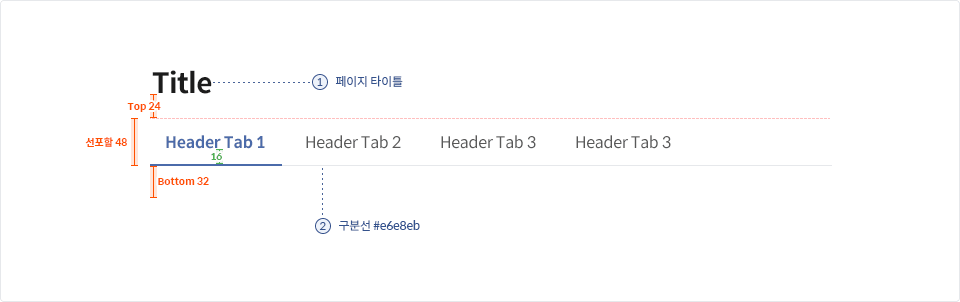 Title
1 페이지 타이틀
Top 24
선포함 48
Header Tab 1 Header Tab 2 Header Tab 3 Header Tab 3
16
Bottom 32
2 구분선 #e6e8eb